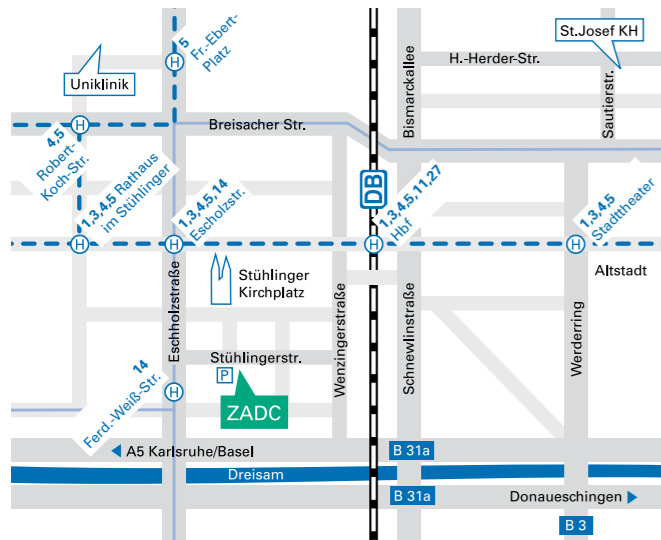 5
Fr.-Ebert-
Platz
H
St.Josef KH
H.-Herder-Str.
Uniklinik
Bismarckallee
Sautierstr.
H
Breisacher Str.
4,5
Robert-
Koch-Str.
1,3,4,5 Rathaus
im Stühlinger
1,3,4,5,14
Escholzstr.
DB
1,3,4,5,11,27
Hbf
1,3,4,5
Stadttheater
H
H
H
H
Altstadt
Stühlinger
Kirchplatz
Eschholzstraße
Wenzingerstraße
Schnewlinstraße
Werderring
Stühlingerstr.
P
14
Ferd.-Weiß-Str.
H
ZADC
A5 Karlsruhe/Basel
B 31a
Dreisam
B 31a
Donaueschingen
B 3